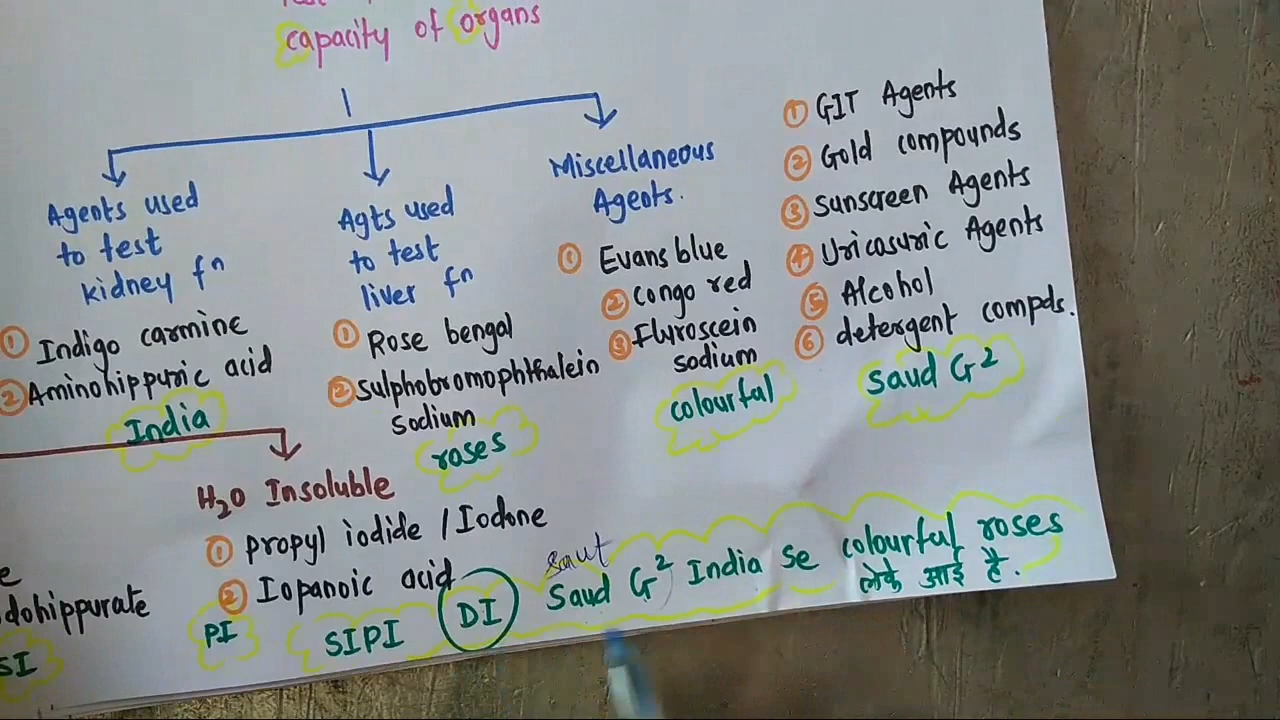 capacity of organs
Agents used
to test
kidney fⁿ
① Indigo carmine
② Aminohippuric acid
India
Agts used
to test
liver fⁿ
① Rose bengal
② Sulphobromophthalein
sodium
roses
Miscellaneous
Agents.
① Evans blue
② Congo red
③ Fluroscein
sodium
colourful
① GIT Agents
② Gold compounds
③ Sunscreen Agents
④ Uricasuric Agents
⑤ Alcohol
⑥ detergent compds.
Saud G²
H₂O Insoluble
① propyl iodide / Iodone
② Iopanoic acid
PI
dohippurate
SI
SIPI
DI
saut
Saud G² India Se colourful roses
लेके आई है.